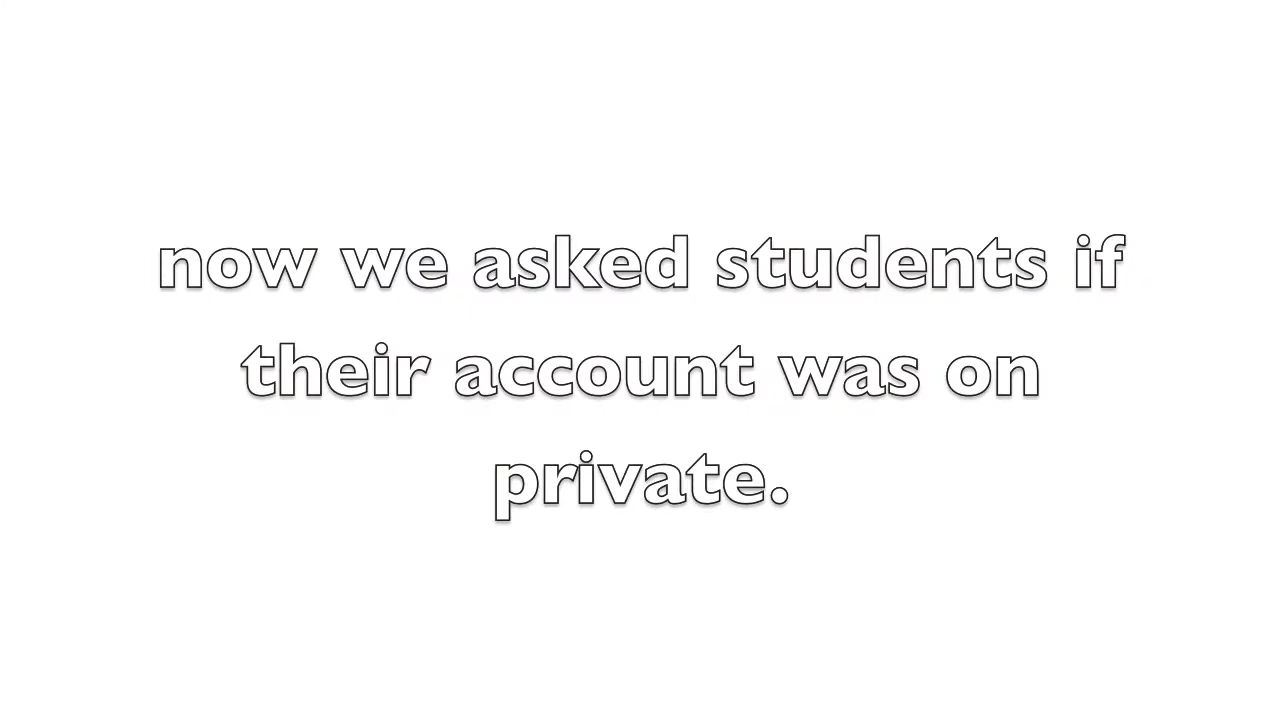 now we asked students if
their account was on
private.